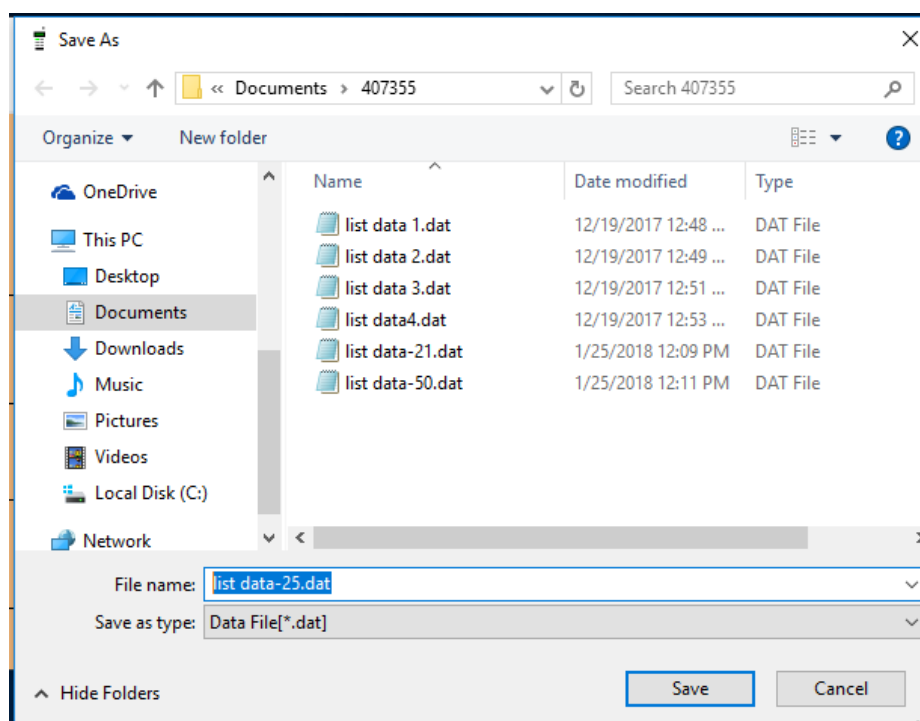 Save As
« Documents › 407355
Search 407355
Organize
New folder
?
OneDrive
This PC
Desktop
Documents
Downloads
Music
Pictures
Videos
Local Disk (C:)
Network
Name Date modified Type
list data 1.dat 12/19/2017 12:48 ... DAT File
list data 2.dat 12/19/2017 12:49 ... DAT File
list data 3.dat 12/19/2017 12:51 ... DAT File
list data4.dat 12/19/2017 12:53 ... DAT File
list data-21.dat 1/25/2018 12:09 PM DAT File
list data-50.dat 1/25/2018 12:11 PM DAT File
File name: list data-25.dat
Save as type: Data File[*.dat]
Hide Folders
Save
Cancel